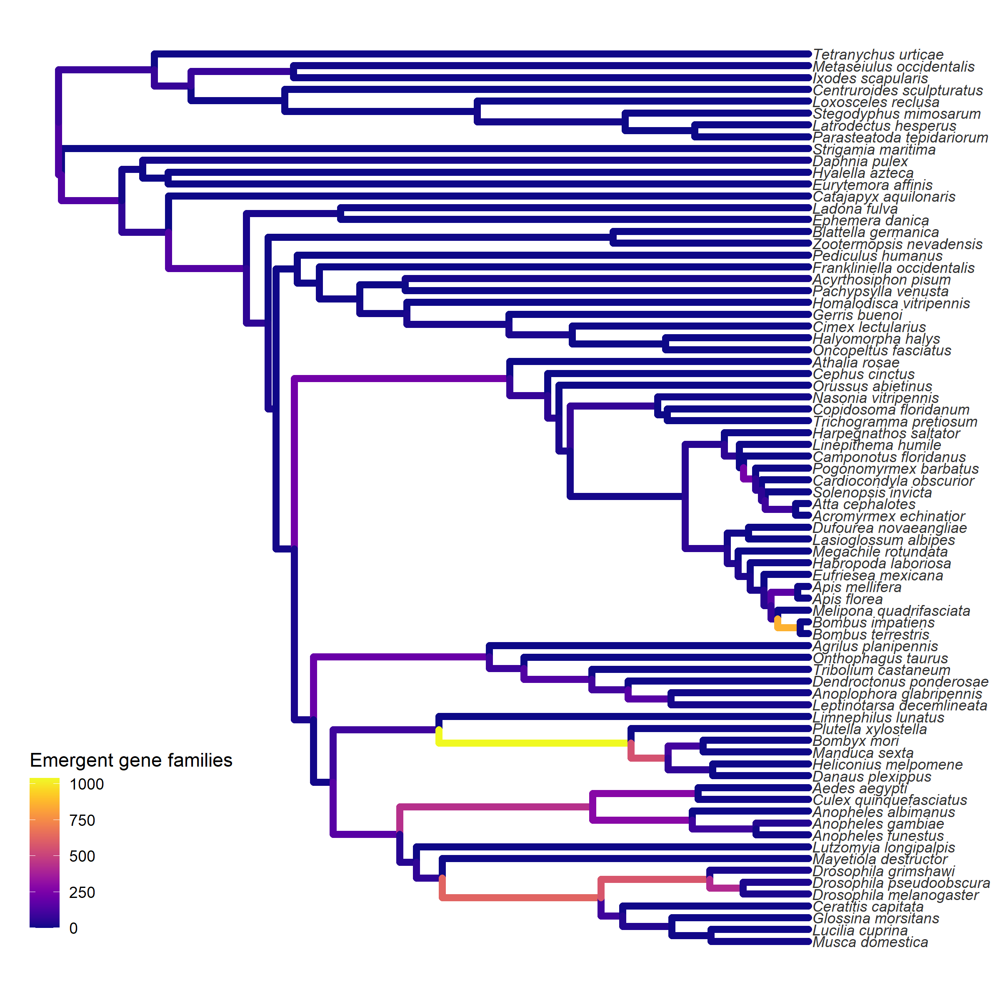 Tetranychus urticae
Metaseiulus occidentalis
Ixodes scapularis
Centruroides sculpturatus
Loxosceles reclusa
Stegodyphus mimosarum
Latrodectus hesperus
Parasteatoda tepidariorum
Strigamia maritima
Daphnia pulex
Hyalella azteca
Eurytemora affinis
Catajapyx aquilonaris
Ladona fulva
Ephemera danica
Blattella germanica
Zootermopsis nevadensis
Pediculus humanus
Frankliniella occidentalis
Acyrthosiphon pisum
Pachypsylla venusta
Homalodisca vitripennis
Gerris buenoi
Cimex lectularius
Halyomorpha halys
Oncopeltus fasciatus
Athalia rosae
Cephus cinctus
Orussus abietinus
Nasonia vitripennis
Copidosoma floridanum
Trichogramma pretiosum
Harpegnathos saltator
Linepithema humile
Camponotus floridanus
Pogonomyrmex barbatus
Cardiocondyla obscurior
Solenopsis invicta
Atta cephalotes
Acromyrmex echinatior
Dufourea novaeangliae
Lasioglossum albipes
Megachile rotundata
Habropoda laboriosa
Eufriesea mexicana
Apis mellifera
Apis florea
Melipona quadrifasciata
Bombus impatiens
Bombus terrestris
Agrilus planipennis
Onthophagus taurus
Tribolium castaneum
Dendroctonus ponderosae
Anoplophora glabripennis
Leptinotarsa decemlineata
Limnephilus lunatus
Plutella xylostella
Bombyx mori
Manduca sexta
Heliconius melpomene
Danaus plexippus
Aedes aegypti
Culex quinquefasciatus
Anopheles albimanus
Anopheles gambiae
Anopheles funestus
Lutzomyia longipalpis
Mayetiola destructor
Drosophila grimshawi
Drosophila pseudoobscura
Drosophila melanogaster
Ceratitis capitata
Glossina morsitans
Lucilia cuprina
Musca domestica
Emergent gene families
1000
750
500
250
0